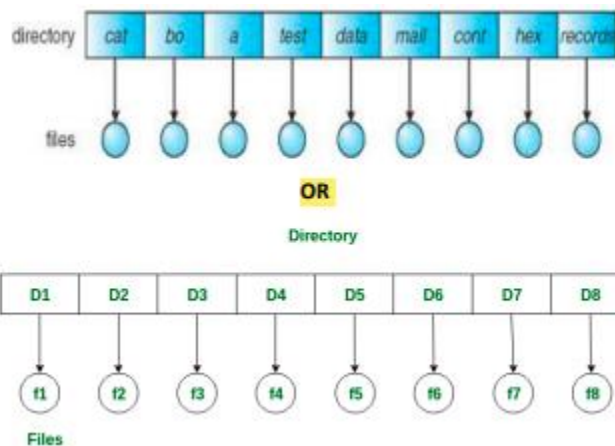 directory cat bo a test data mail cont hex records
files
OR
Directory
D1 D2 D3 D4 D5 D6 D7 D8
f1 f2 f3 f4 f5 f6 f7 f8
Files